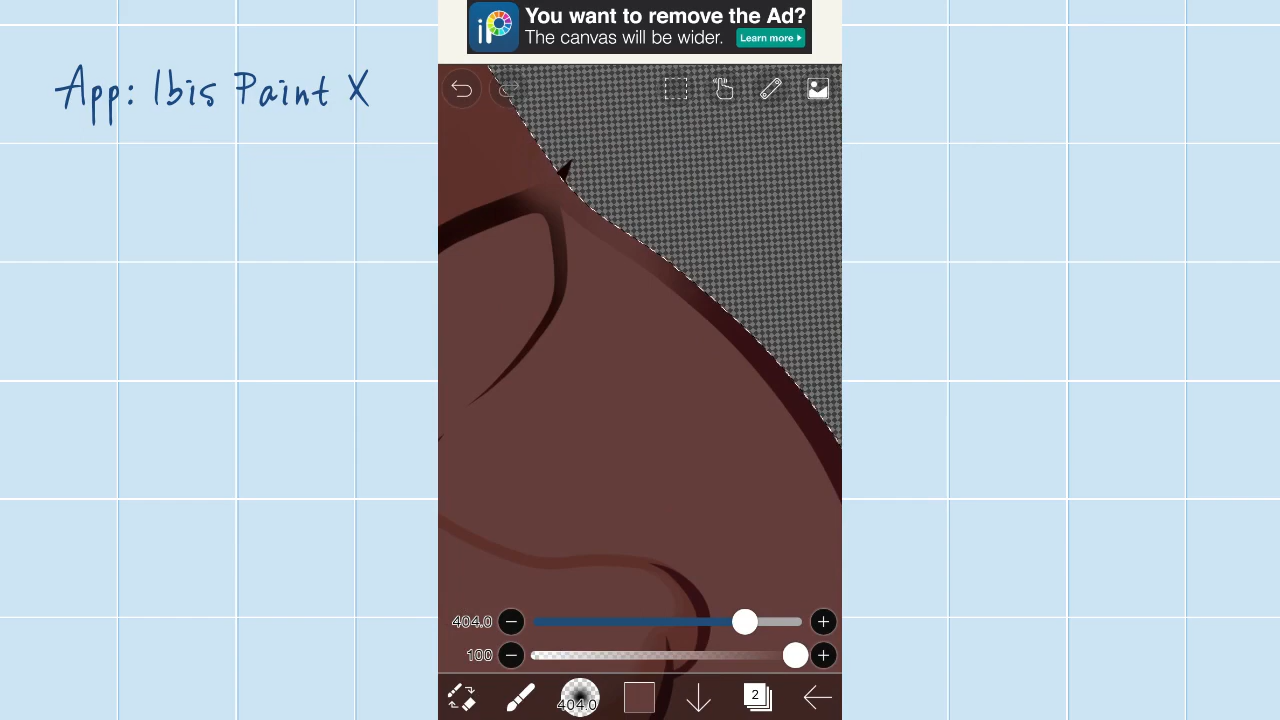 You want to remove the Ad?
The canvas will be wider.
Learn more
iP
App: Ibis Paint X
404.0
100
404.0
2